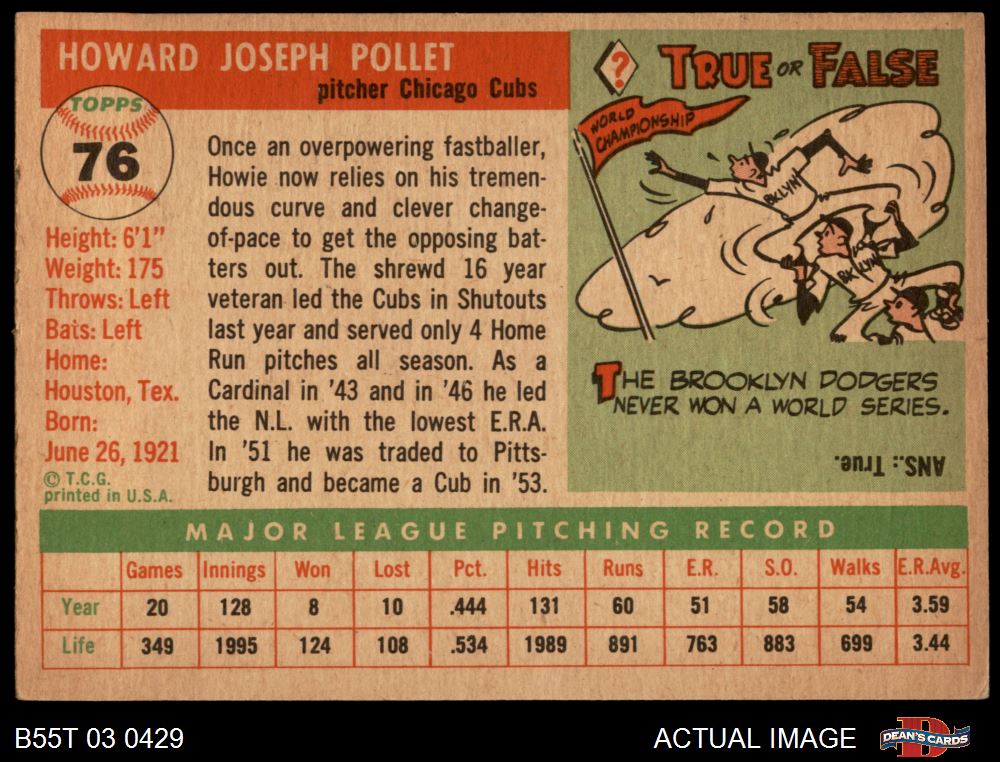 HOWARD JOSEPH POLLET
pitcher Chicago Cubs
TOPPS
76
Height: 6'1"
Weight: 175
Throws: Left
Bats: Left
Home:
Houston, Tex.
Born:
June 26, 1921
© T.C.G.
printed in U.S.A.
Once an overpowering fastballer,
Howie now relies on his tremen-
dous curve and clever change-
of-pace to get the opposing bat-
ters out. The shrewd 16 year
veteran led the Cubs in Shutouts
last year and served only 4 Home
Run pitches all season. As a
Cardinal in '43 and in '46 he led
the N.L. with the lowest E.R.A.
In '51 he was traded to Pitts-
burgh and became a Cub in '53.
?
TRUE OR FALSE
WORLD
CHAMPIONSHIP
BKLYN
BKLYN
THE BROOKLYN DODGERS
NEVER WON A WORLD SERIES.
ANS.: True.
MAJOR LEAGUE PITCHING RECORD
Games Innings Won Lost Pct. Hits Runs E.R. S.O. Walks E.R.Avg.
Year 20 128 8 10 .444 131 60 51 58 54 3.59
Life 349 1995 124 108 .534 1989 891 763 883 699 3.44
B55T 03 0429
ACTUAL IMAGE
D
DEAN'S CARDS